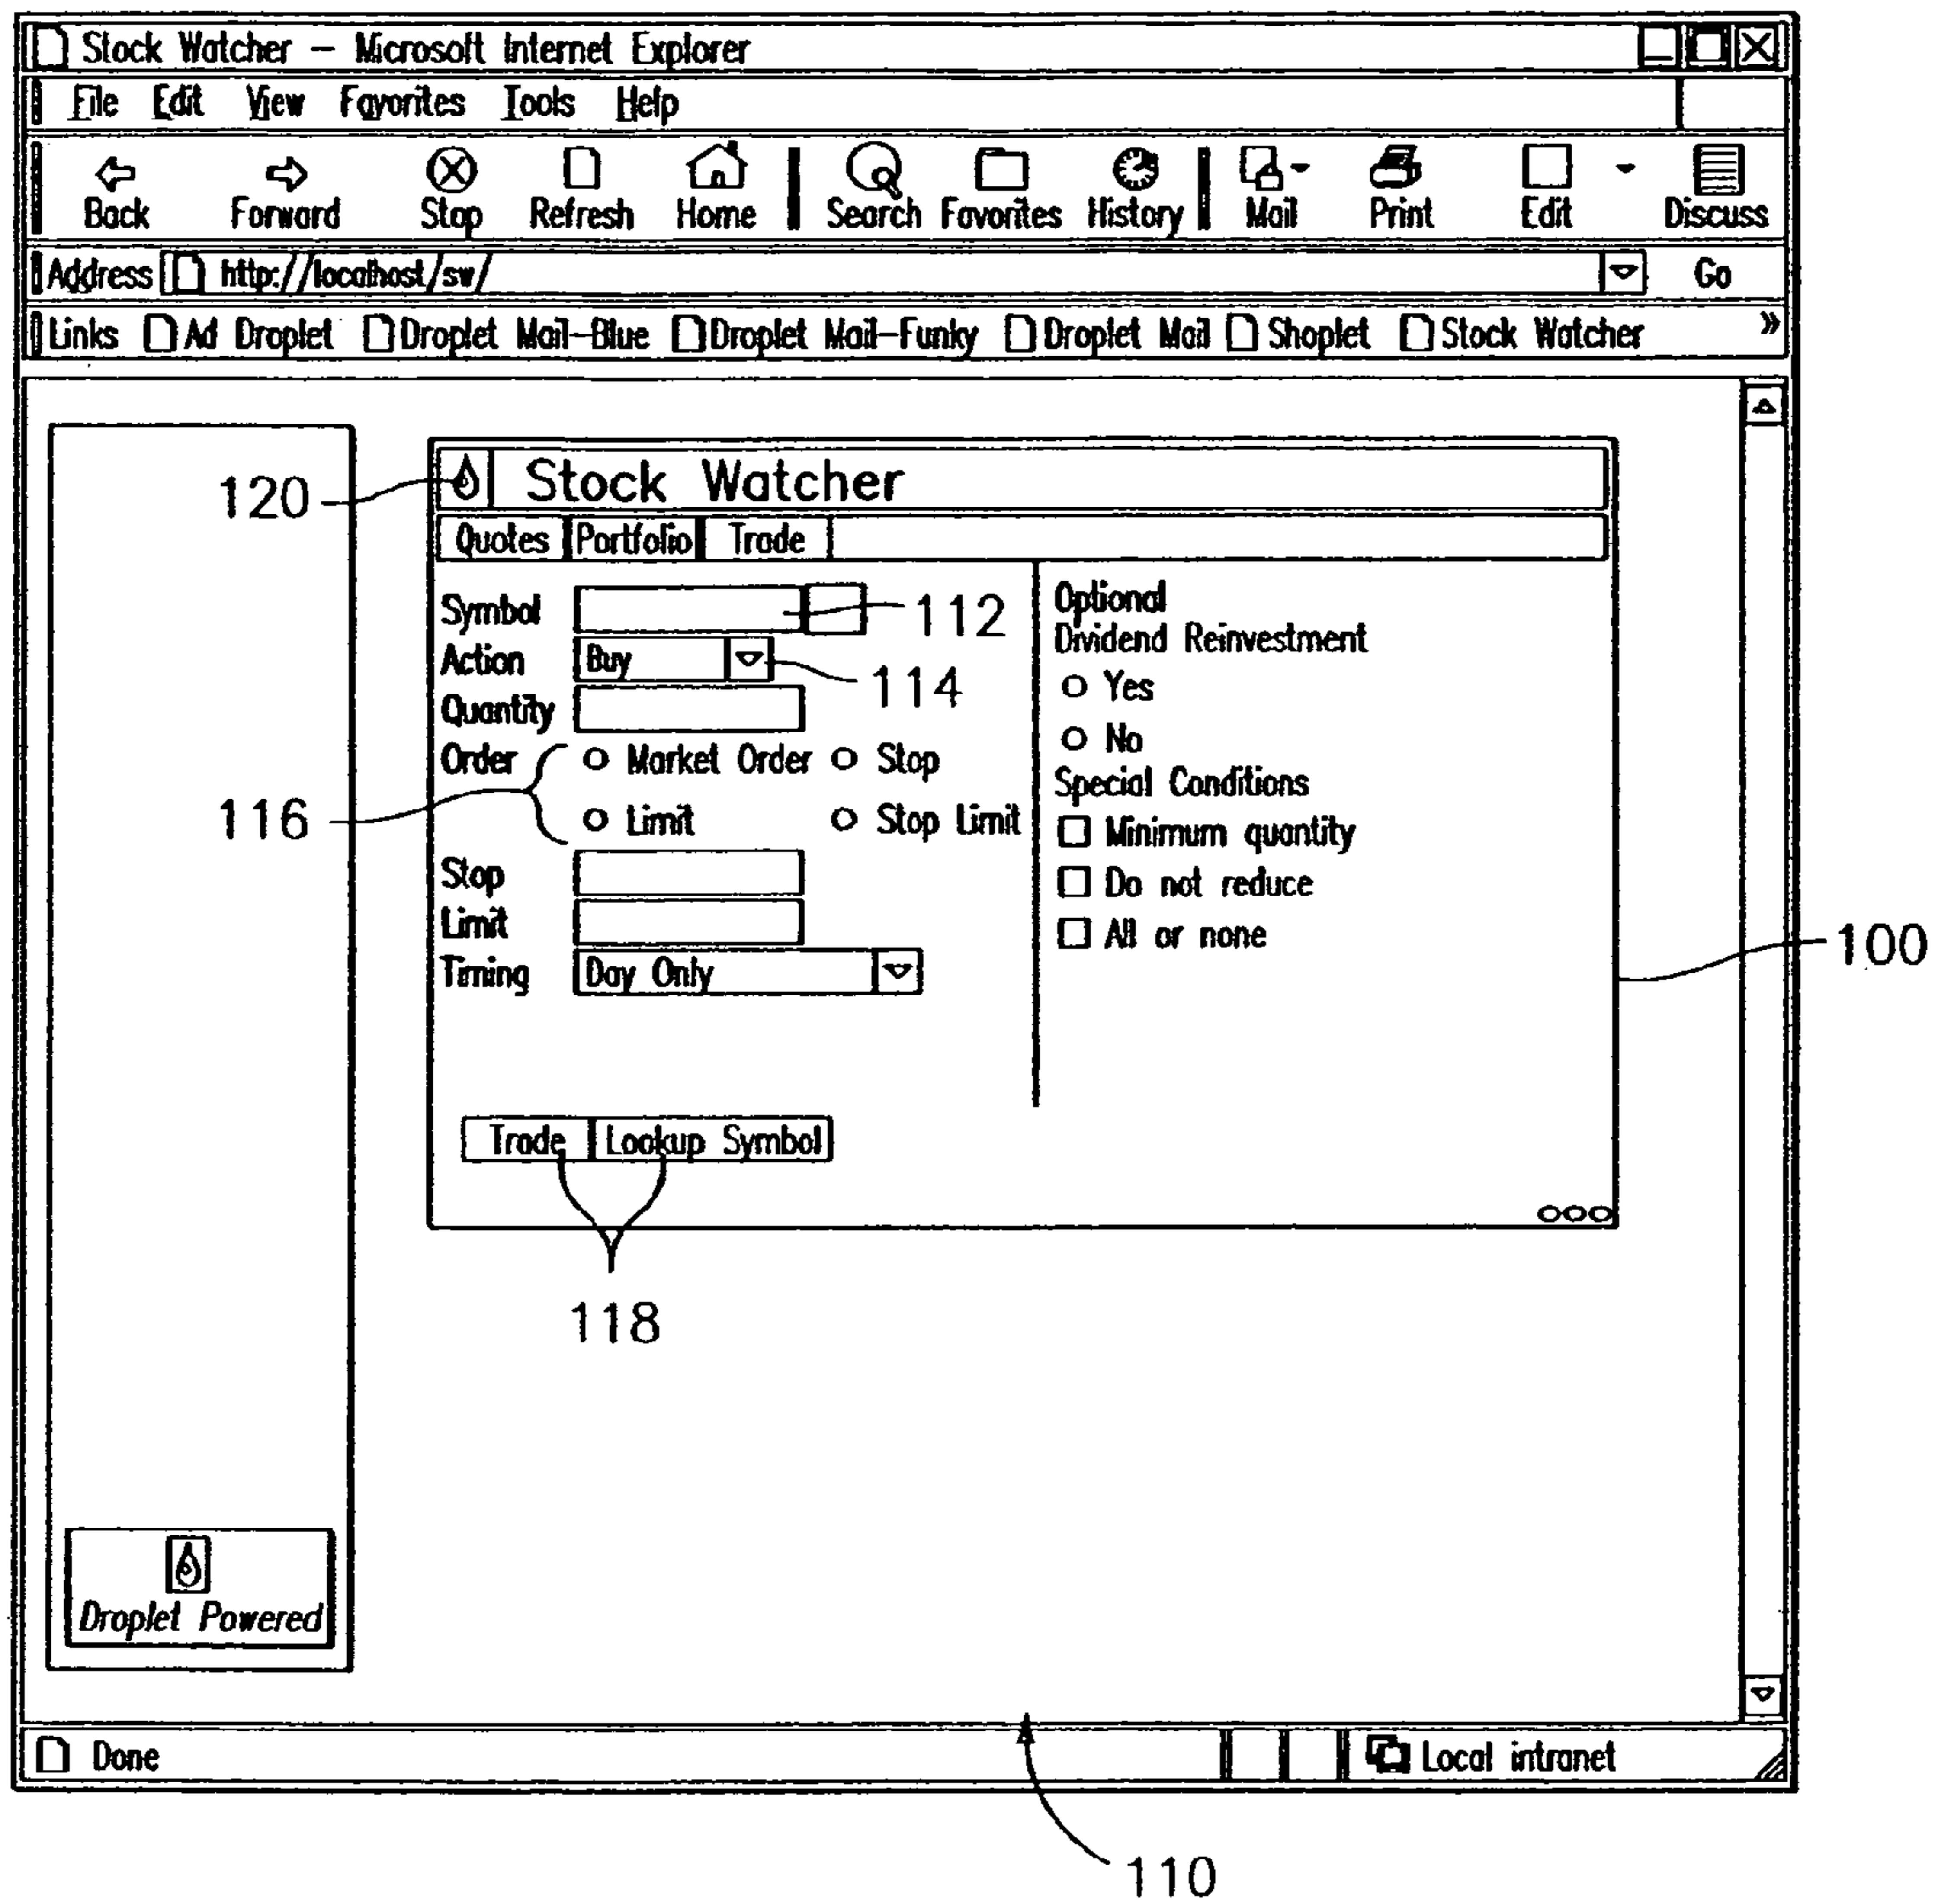 Stock Watcher - Microsoft Internet Explorer
File Edit View Favorites Tools Help
Back Forward Stop Refresh Home Search Favorites History Mail Print Edit Discuss
Address http://localhost/sw/ Go
Links Ad Droplet Droplet Mail-Blue Droplet Mail-Funky Droplet Mail Shoplet Stock Watcher »
120 Stock Watcher
Quotes Portfolio Trade
Symbol 112
Action Buy 114
Quantity
Order Market Order Stop
116 Limit Stop Limit
Stop
Limit
Timing Day Only
Optional
Dividend Reinvestment
Yes
No
Special Conditions
Minimum quantity
Do not reduce
All or none
100
Trade Lookup Symbol
118
Droplet Powered
Done Local intranet
110